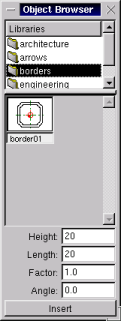 Object Browser
Libraries
architecture
arrows
borders
engineering
border01
Height: 20
Length: 20
Factor: 1.0
Angle: 0.0
Insert